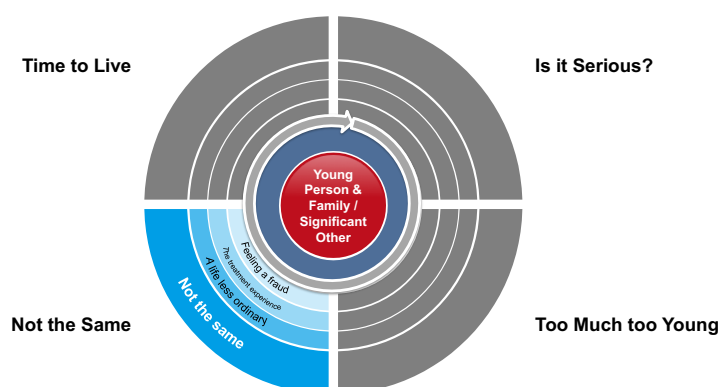 Time to Live
Is it Serious?
Young
Person &
Family /
Significant
Other
Feeling a fraud
The treatment experience
A life less ordinary
Not the same
Not the Same
Too Much too Young